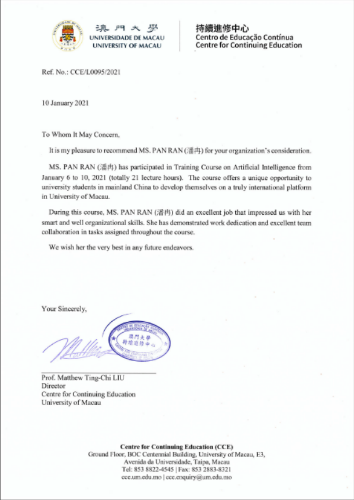 澳門大學
UNIVERSIDADE DE MACAU
UNIVERSITY OF MACAU
持續進修中心
Centro de Educação Contínua
Centre for Continuing Education
Ref. No.: CCE/L0095/2021
10 January 2021
To Whom It May Concern,
It is my pleasure to recommend MS. PAN RAN (潘冉) for your organization's consideration.
MS. PAN RAN (潘冉) has participated in Training Course on Artificial Intelligence from
January 6 to 10, 2021 (totally 21 lecture hours). The course offers a unique opportunity to
university students in mainland China to develop themselves on a truly international platform
in University of Macau.
During this course, MS. PAN RAN (潘冉) did an excellent job that impressed us with her
smart and well organizational skills. She has demonstrated work dedication and excellent team
collaboration in tasks assigned throughout the course.
We wish her the very best in any future endeavors.
Your Sincerely,
澳門大學
持續進修中心
Prof. Matthew Ting-Chi LIU
Director
Centre for Continuing Education
University of Macau
Centre for Continuing Education (CCE)
Ground Floor, BOC Centennial Building, University of Macau, E3,
Avenida da Universidade, Taipa, Macau
Tel: 853 8822-4545 | Fax: 853 2883-8321
cce.um.edu.mo | cce.enquiry@um.edu.mo